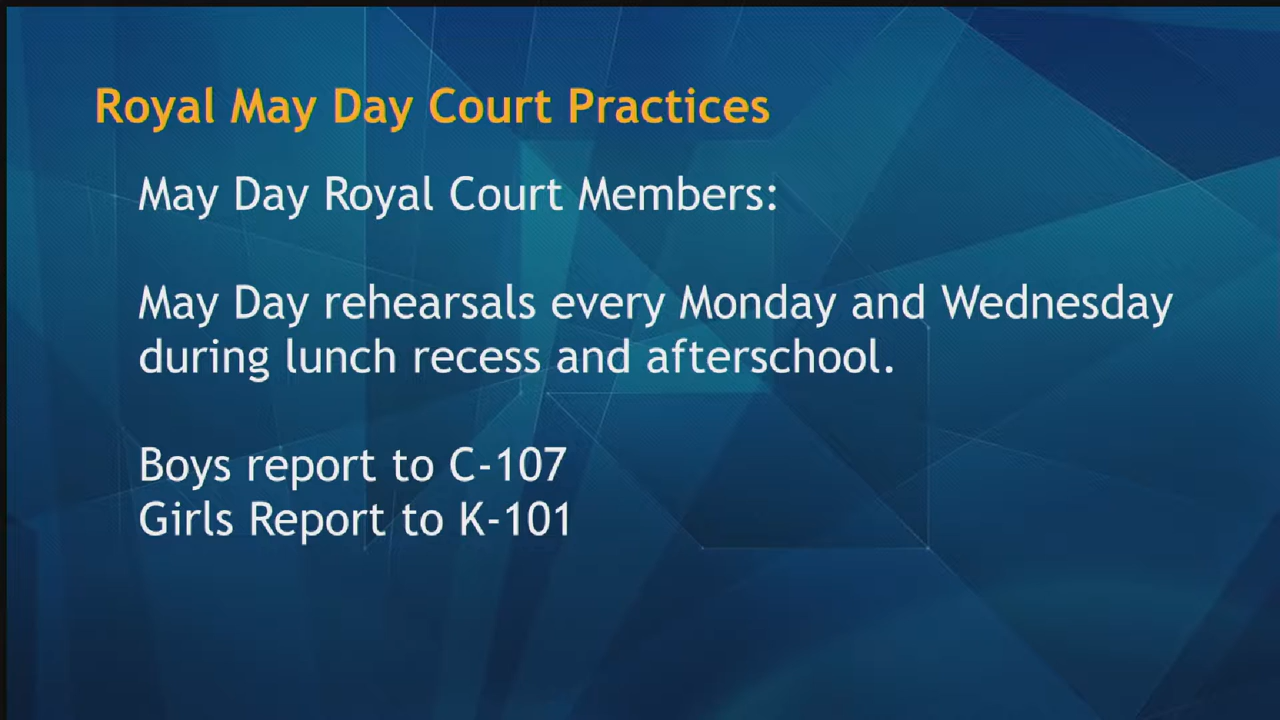 Royal May Day Court Practices
May Day Royal Court Members:
May Day rehearsals every Monday and Wednesday
during lunch recess and afterschool.
Boys report to C-107
Girls Report to K-101